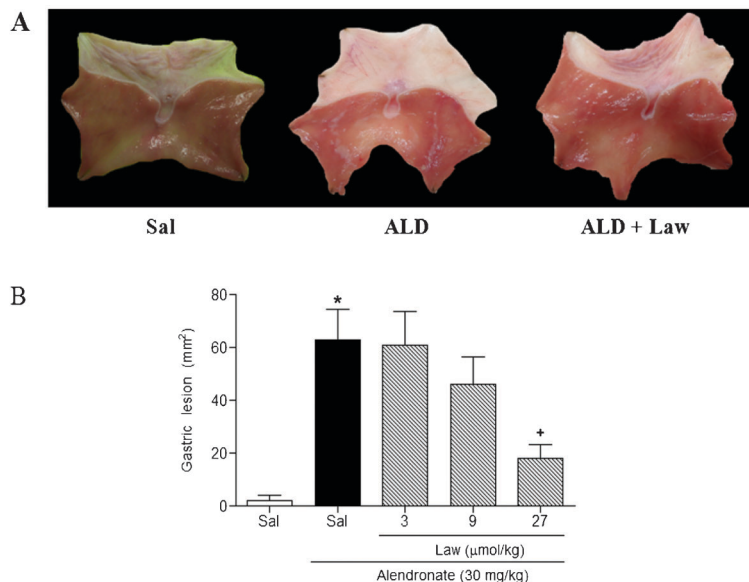 A
Sal ALD ALD + Law
B
80
60
40
20
0
Gastric lesion (mm²)
*
+
Sal Sal 3 9 27
Law (μmol/kg)
Alendronate (30 mg/kg)